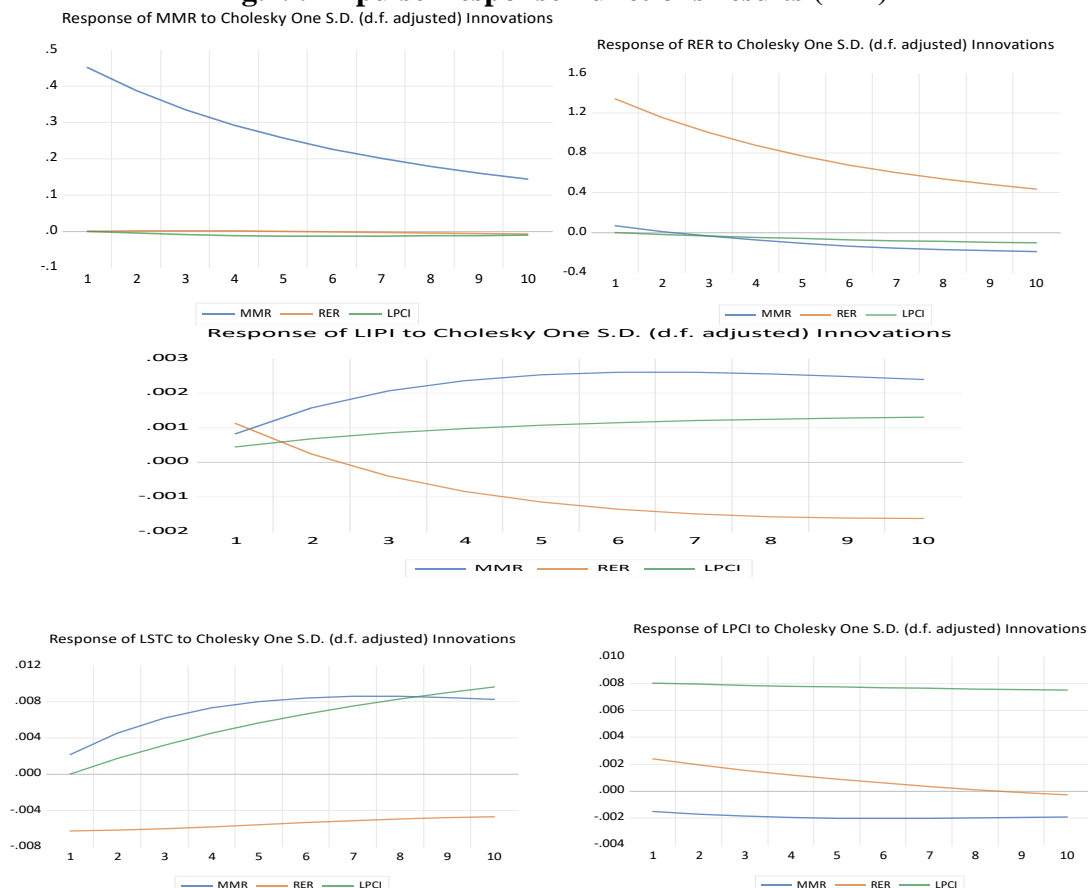 Response of MMR to Cholesky One S.D. (d.f. adjusted) Innovations
.5
.4
.3
.2
.1
.0
-.1
1 2 3 4 5 6 7 8 9 10
MMR RER LPCI
Response of RER to Cholesky One S.D. (d.f. adjusted) Innovations
1.6
1.2
0.8
0.4
0.0
-0.4
1 2 3 4 5 6 7 8 9 10
MMR RER LPCI
Response of LIPI to Cholesky One S.D. (d.f. adjusted) Innovations
.003
.002
.001
.000
-.001
-.002
1 2 3 4 5 6 7 8 9 10
MMR RER LPCI
Response of LSTC to Cholesky One S.D. (d.f. adjusted) Innovations
.012
.008
.004
.000
-.004
-.008
1 2 3 4 5 6 7 8 9 10
MMR RER LPCI
Response of LPCI to Cholesky One S.D. (d.f. adjusted) Innovations
.010
.008
.006
.004
.002
.000
-.002
-.004
1 2 3 4 5 6 7 8 9 10
MMR RER LPCI